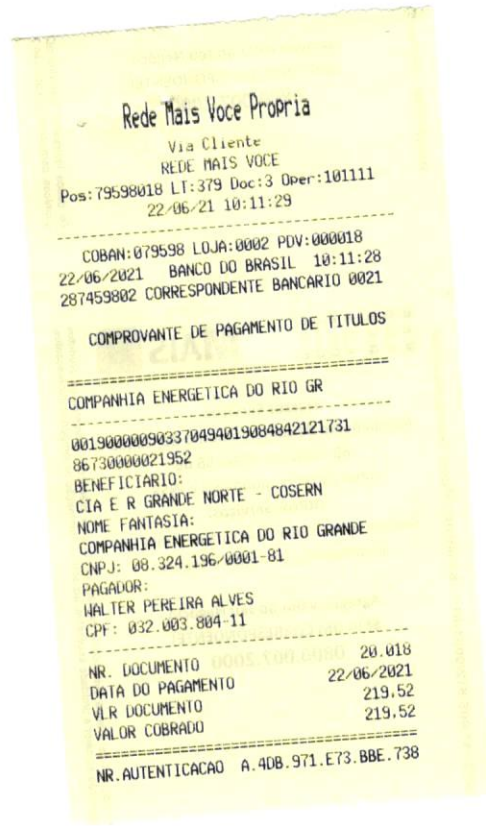 Rede Mais Voce Propria
Via Cliente
REDE MAIS VOCE
Pos:79598018 LT:379 Doc:3 Oper:101111
22/06/21 10:11:29
COBAN:079598 LOJA:0002 PDV:000018
22/06/2021 BANCO DO BRASIL 10:11:28
287459802 CORRESPONDENTE BANCARIO 0021
COMPROVANTE DE PAGAMENTO DE TITULOS
COMPANHIA ENERGETICA DO RIO GR
001900000903370494019084842121731
86730000021952
BENEFICIARIO:
CIA E R GRANDE NORTE - COSERN
NOME FANTASIA:
COMPANHIA ENERGETICA DO RIO GRANDE
CNPJ: 08.324.196/0001-81
PAGADOR:
WALTER PEREIRA ALVES
CPF: 032.003.804-11
NR. DOCUMENTO 20.018
DATA DO PAGAMENTO 22/06/2021
VLR DOCUMENTO 219,52
VALOR COBRADO 219,52
NR.AUTENTICACAO A.4DB.971.E73.BBE.738